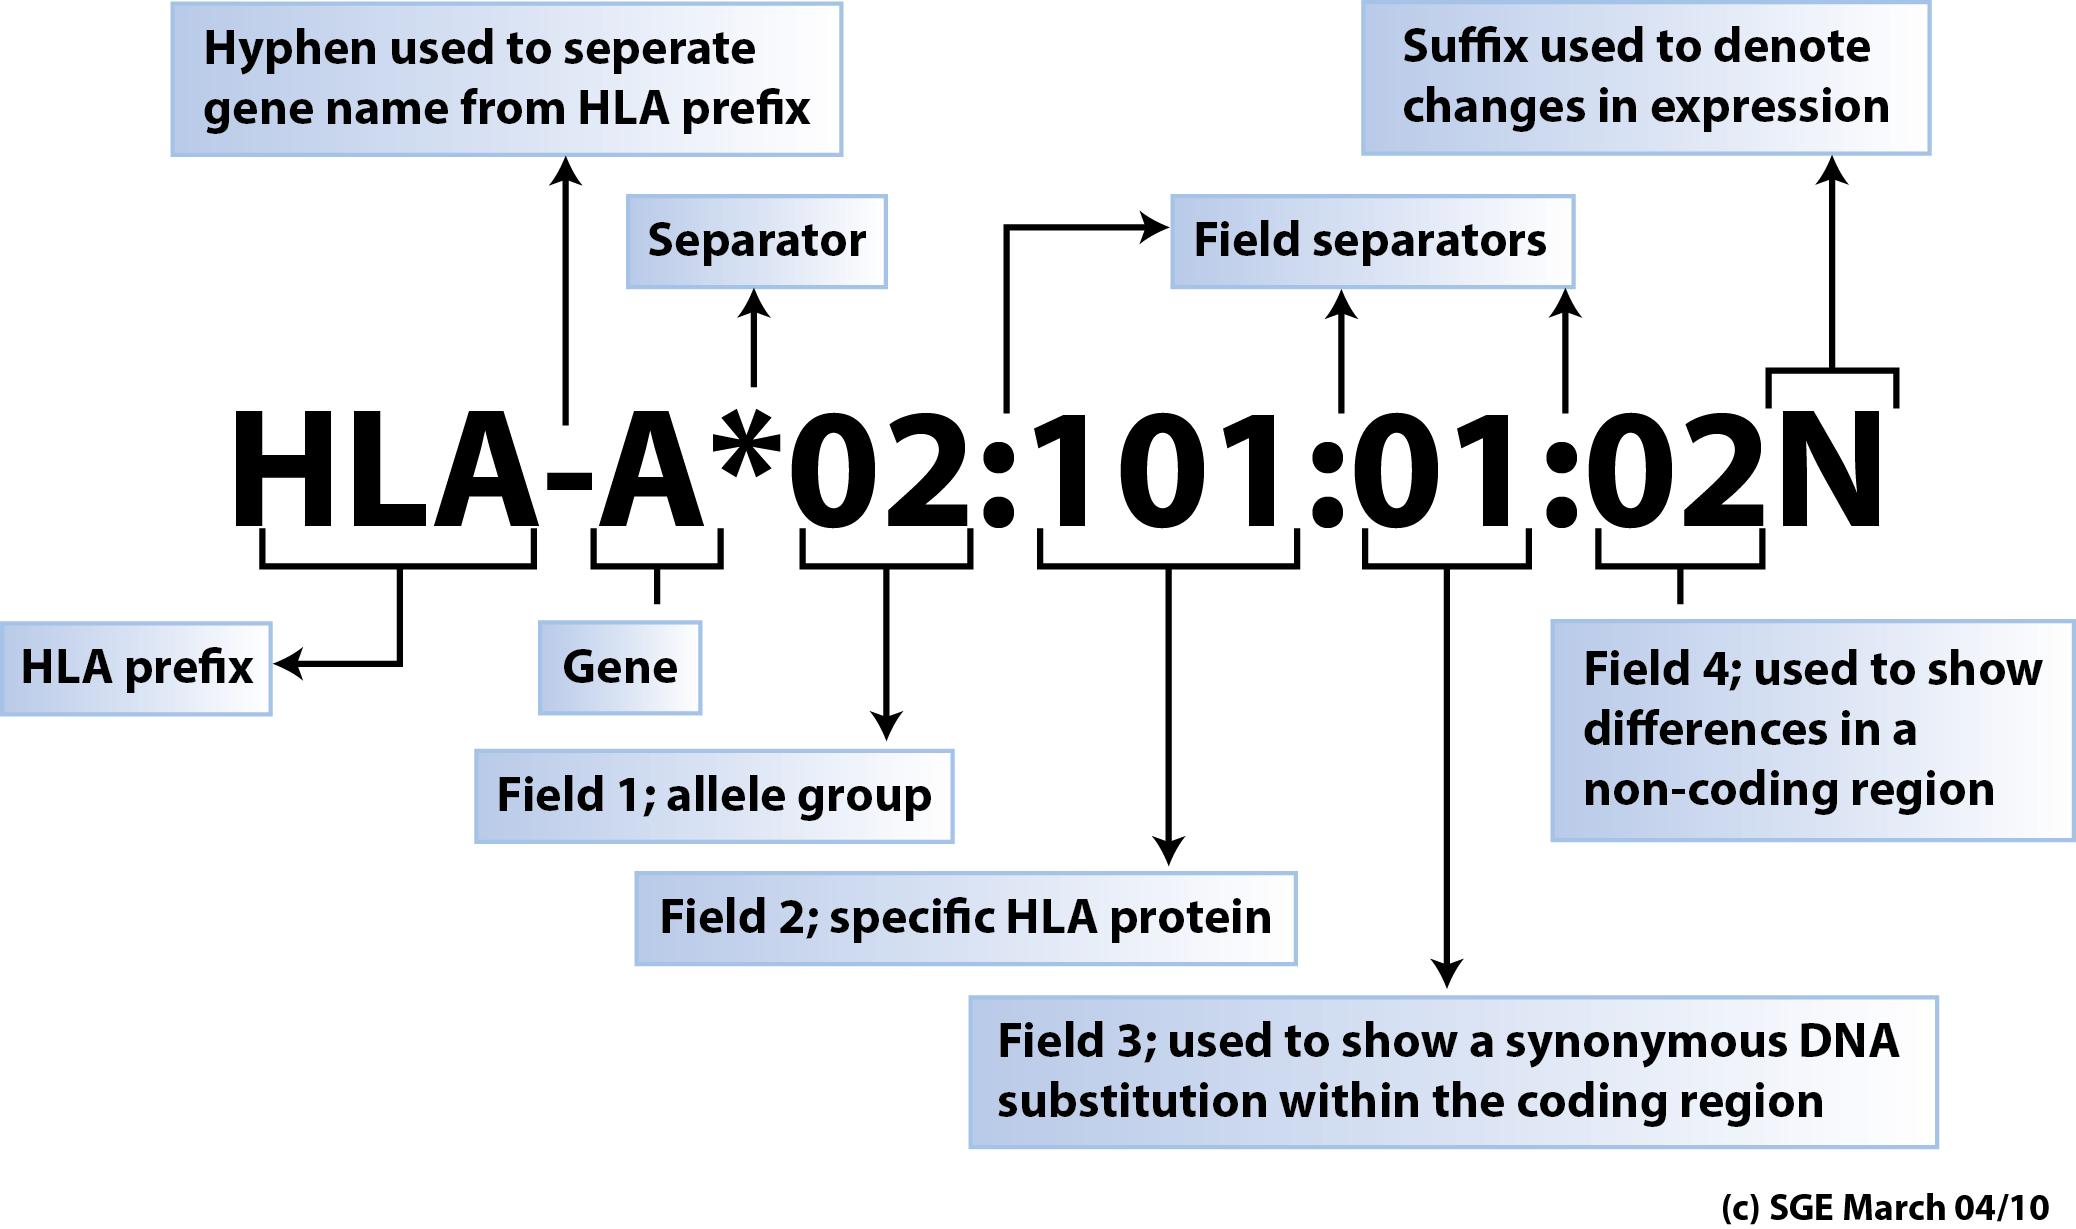 Hyphen used to seperate
gene name from HLA prefix
Suffix used to denote
changes in expression
Separator
Field separators
HLA-A*02:101:01:02N
HLA prefix
Gene
Field 1; allele group
Field 2; specific HLA protein
Field 3; used to show a synonymous DNA
substitution within the coding region
Field 4; used to show
differences in a
non-coding region
(c) SGE March 04/10